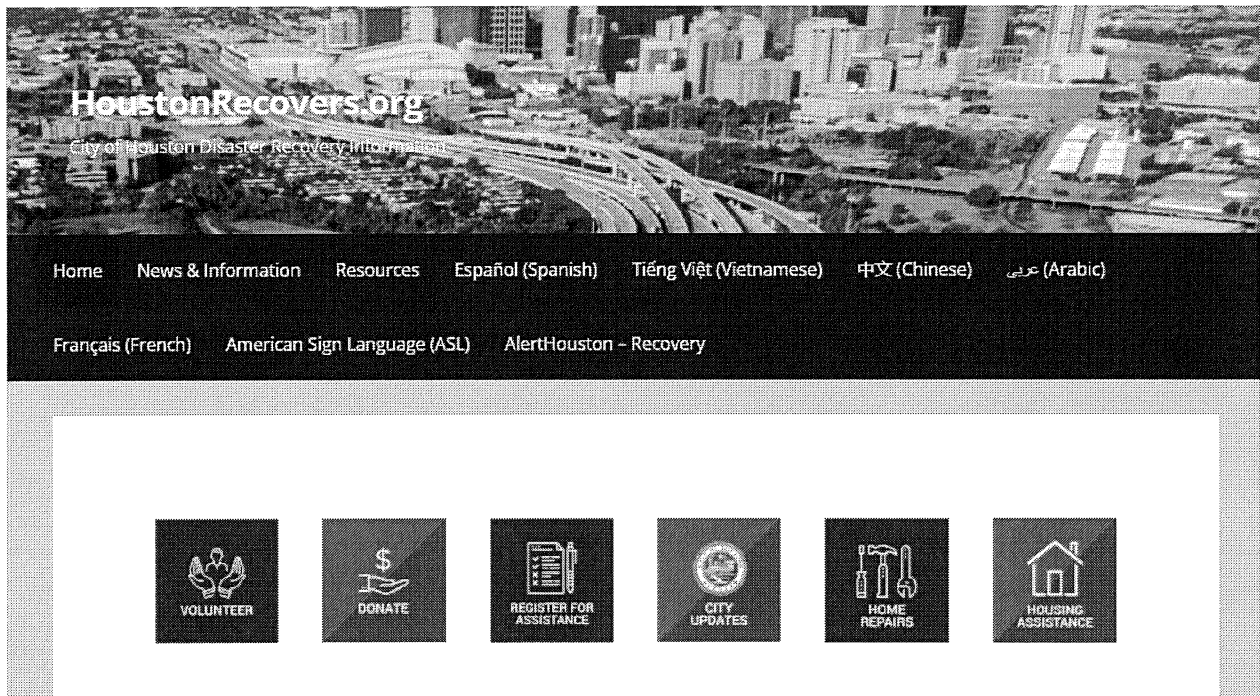 HoustonRecovers.org
City of Houston Disaster Recovery Information
Home News & Information Resources Español (Spanish) Tiếng Việt (Vietnamese) 中文 (Chinese) عربى (Arabic)
Français (French) American Sign Language (ASL) AlertHouston – Recovery
VOLUNTEER
$
DONATE
REGISTER FOR
ASSISTANCE
CITY
UPDATES
HOME
REPAIRS
HOUSING
ASSISTANCE